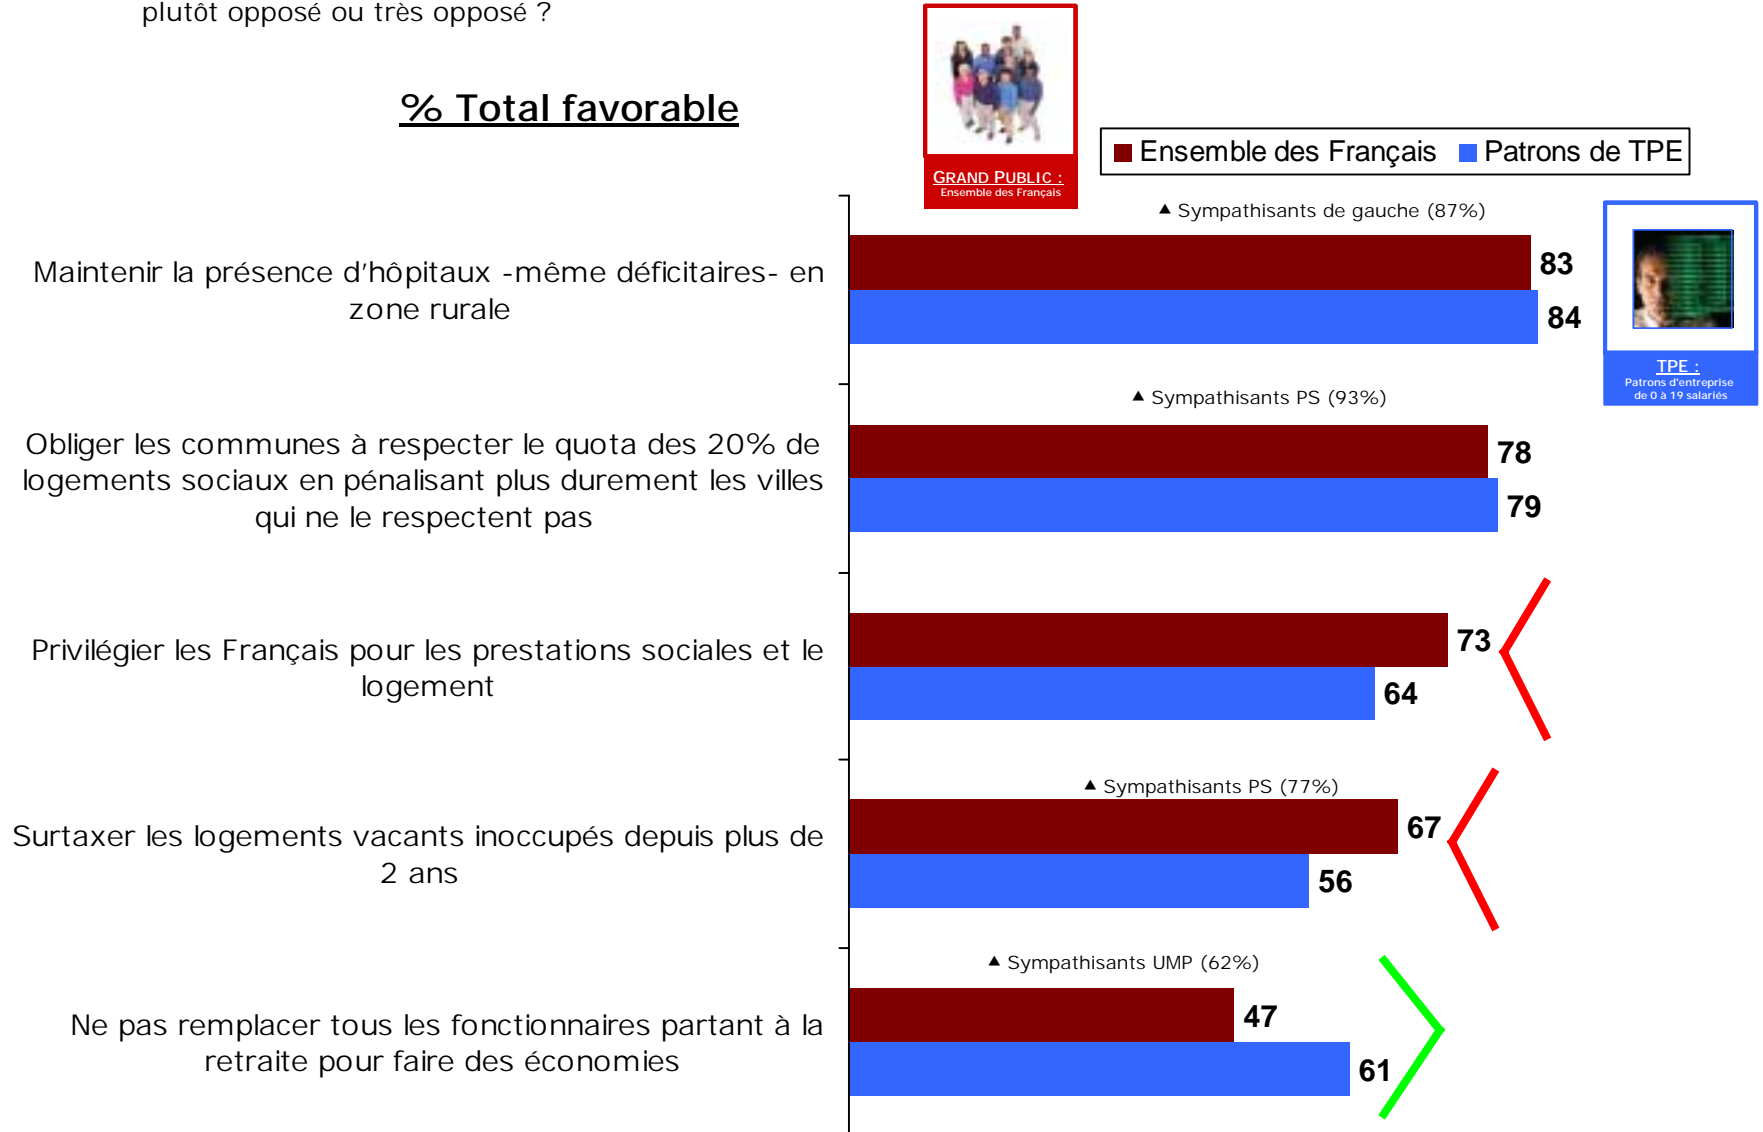 plutôt opposé ou très opposé ?
% Total favorable
GRAND PUBLIC :
Ensemble des Français
Ensemble des Français Patrons de TPE
▲ Sympathisants de gauche (87%)
Maintenir la présence d'hôpitaux -même déficitaires- en
zone rurale
83
84
TPE :
Patrons d'entreprise
de 0 à 19 salariés
▲ Sympathisants PS (93%)
Obliger les communes à respecter le quota des 20% de
logements sociaux en pénalisant plus durement les villes
qui ne le respectent pas
78
79
Privilégier les Français pour les prestations sociales et le
logement
73
64
▲ Sympathisants PS (77%)
Surtaxer les logements vacants inoccupés depuis plus de
2 ans
67
56
▲ Sympathisants UMP (62%)
Ne pas remplacer tous les fonctionnaires partant à la
retraite pour faire des économies
47
61